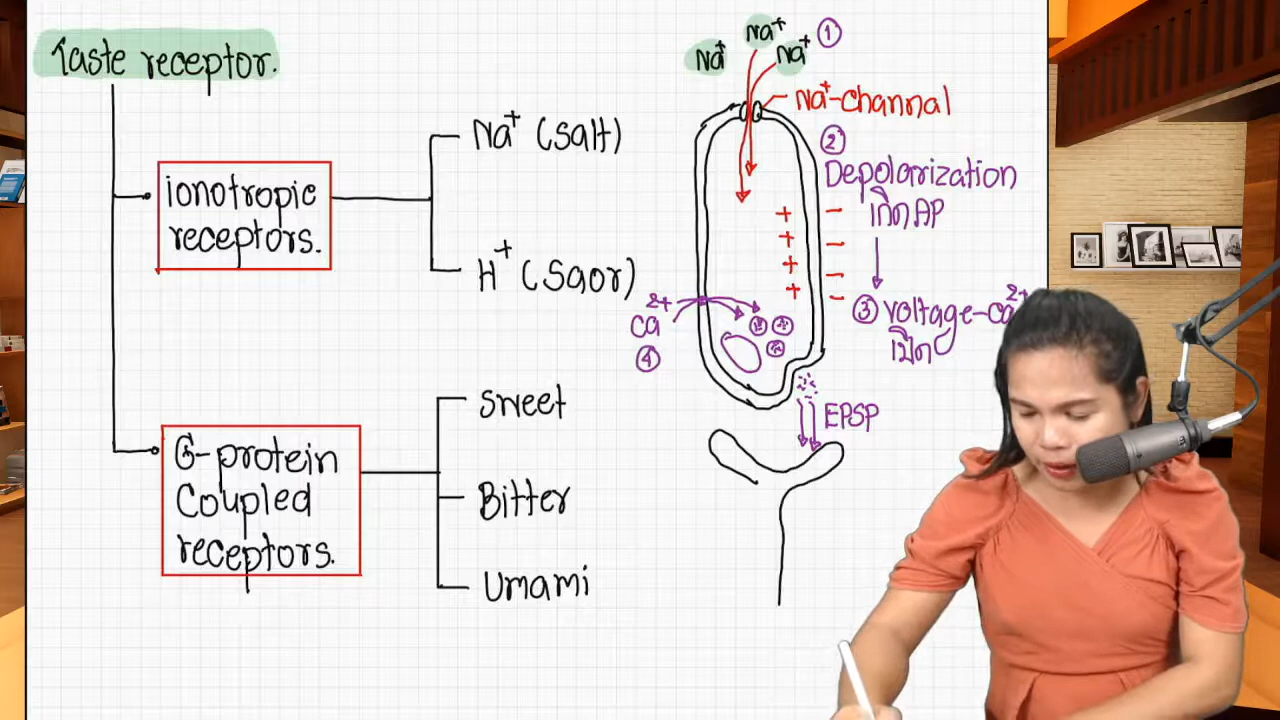 Taste receptor.
ionotropic
receptors.
Na⁺ (Salt)
H⁺ (Saor)
G-protein
Coupled
receptors.
Sweet
Bitter
Umami
Na⁺ Na⁺ Na⁺ ①
Na⁺-channal
②
Depolarization
เกิด AP
③ voltage-Ca²⁺
เปิด
Ca²⁺
④
+ −
+ −
+ −
+ −
EPSP